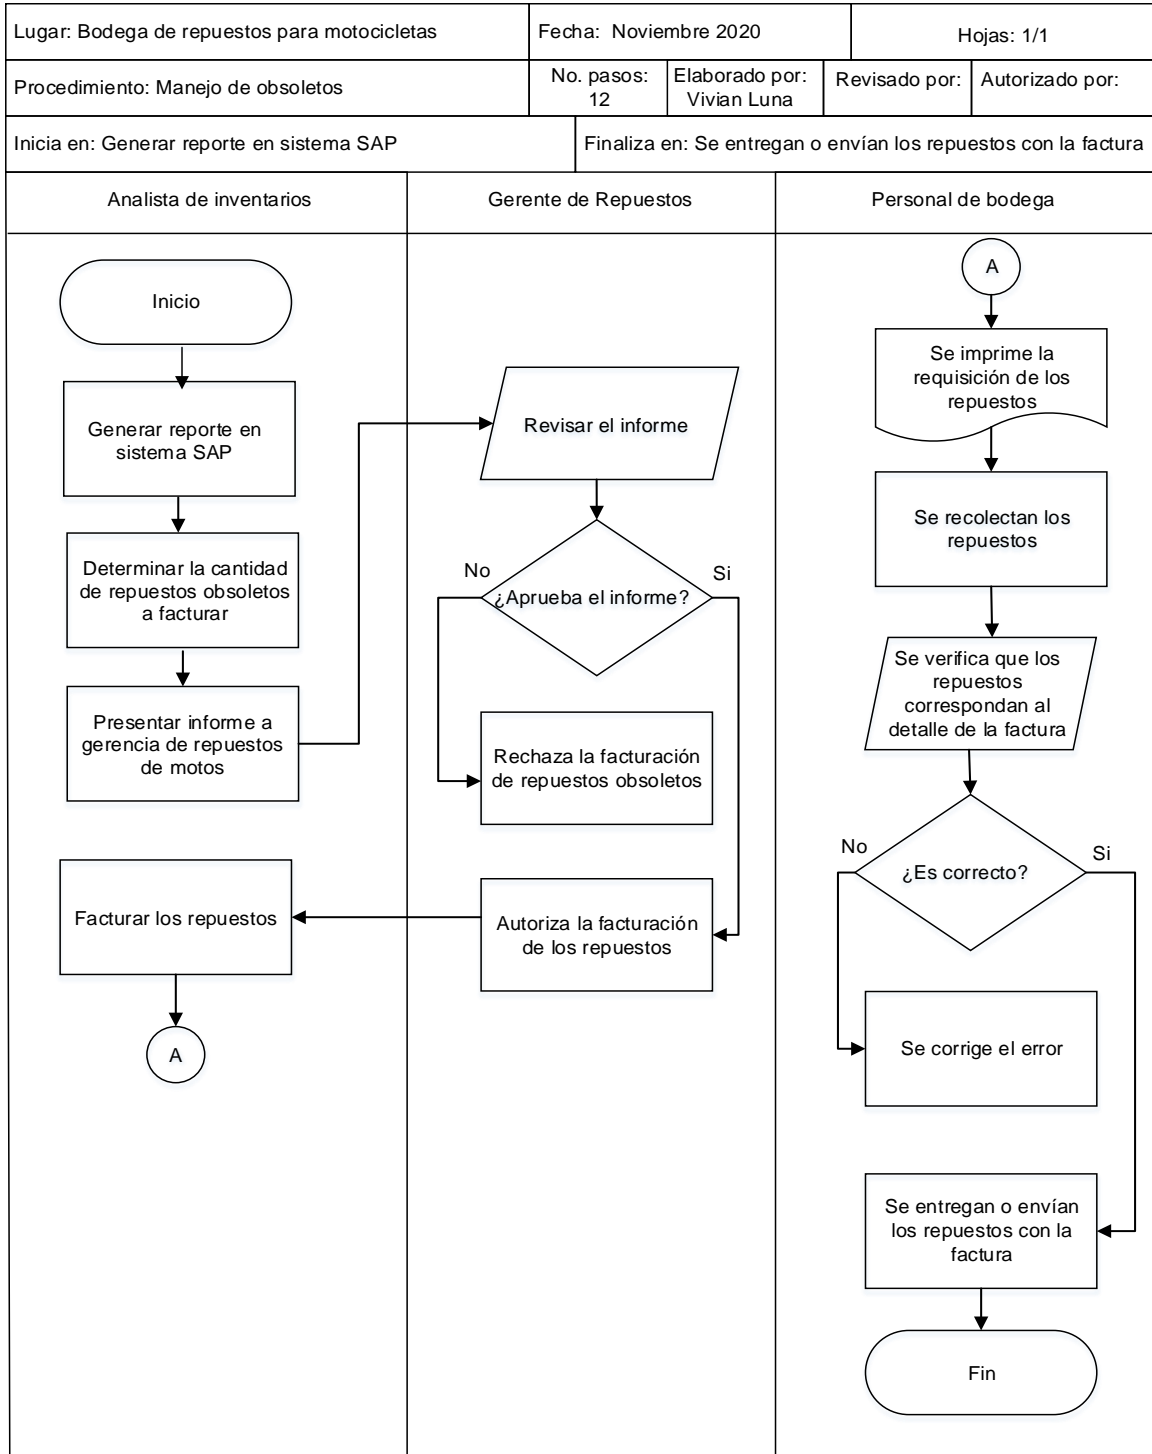 Lugar: Bodega de repuestos para motocicletas
Fecha: Noviembre 2020
Hojas: 1/1
Procedimiento: Manejo de obsoletos
No. pasos:
12
Elaborado por:
Vivian Luna
Revisado por:
Autorizado por:
Inicia en: Generar reporte en sistema SAP
Finaliza en: Se entregan o envían los repuestos con la factura
Analista de inventarios
Gerente de Repuestos
Personal de bodega
Inicio
Generar reporte en
sistema SAP
Determinar la cantidad
de repuestos obsoletos
a facturar
Presentar informe a
gerencia de repuestos
de motos
Revisar el informe
¿Aprueba el informe?
No
Si
Rechaza la facturación
de repuestos obsoletos
Autoriza la facturación
de los repuestos
Facturar los repuestos
A
A
Se imprime la
requisición de los
repuestos
Se recolectan los
repuestos
Se verifica que los
repuestos
correspondan al
detalle de la factura
¿Es correcto?
No
Si
Se corrige el error
Se entregan o envían
los repuestos con la
factura
Fin